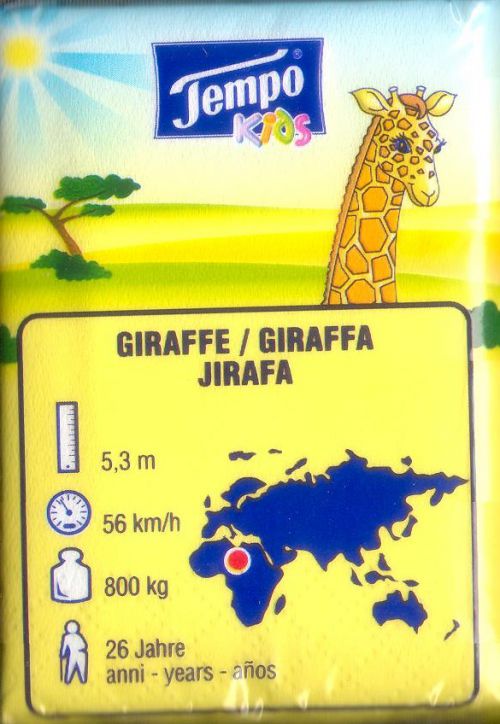 Tempo®
Kids
GIRAFFE / GIRAFFA
JIRAFA
5,3 m
56 km/h
800 kg
26 Jahre
anni - years - años